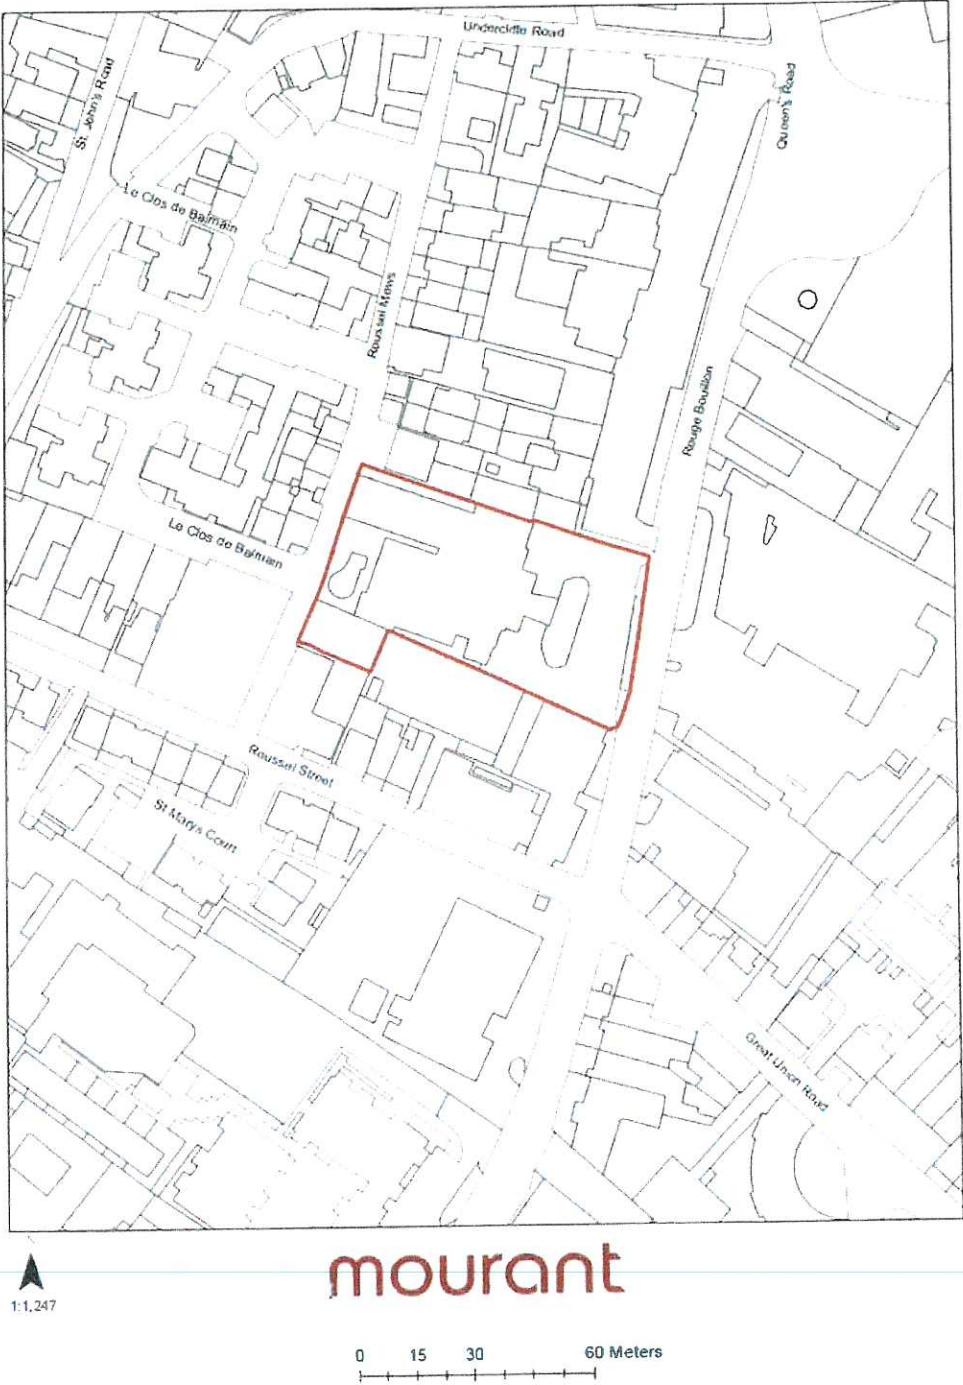 Undercliffe Road
St. John's Road
Queen's Road
Le Clos de Balmain
Roussel Mews
Rouge Bouillon
Le Clos de Balmain
Roussel Street
St Marys Court
Great Union Road
mourant
1:1,247
0 15 30 60 Meters